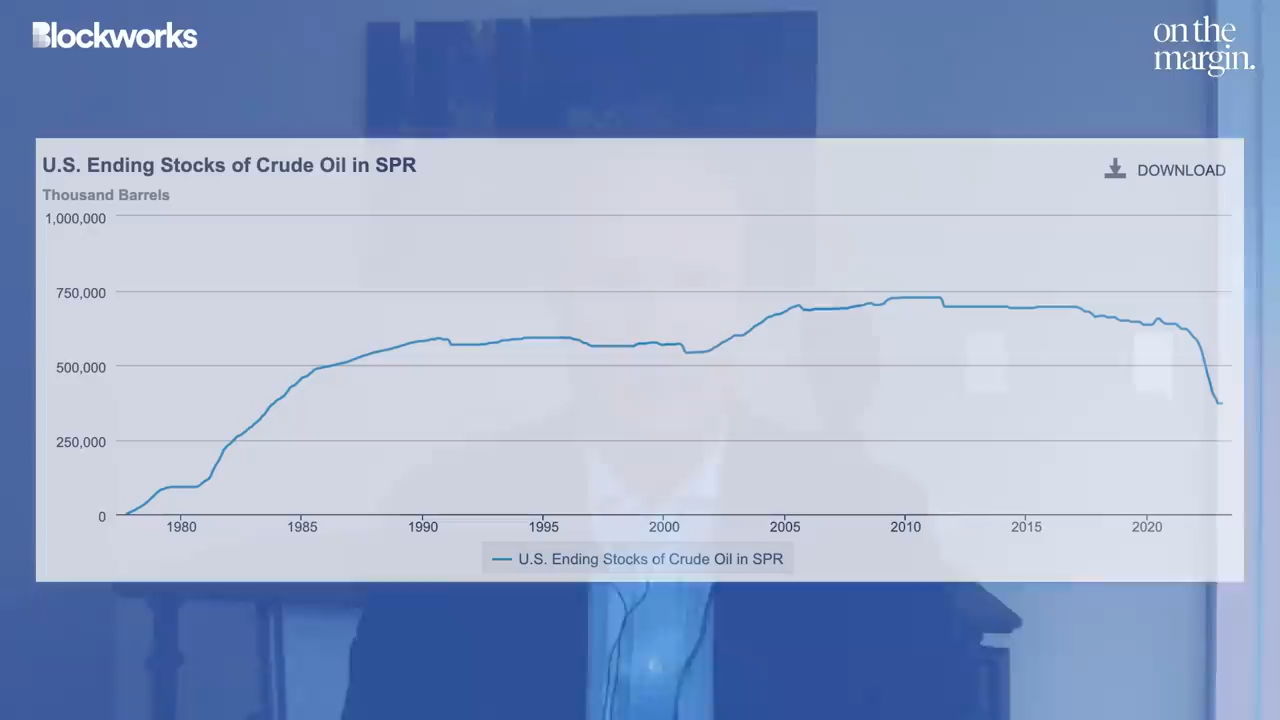 Blockworks
on the
margin.
U.S. Ending Stocks of Crude Oil in SPR
DOWNLOAD
Thousand Barrels
1,000,000
750,000
500,000
250,000
0
1980 1985 1990 1995 2000 2005 2010 2015 2020
U.S. Ending Stocks of Crude Oil in SPR